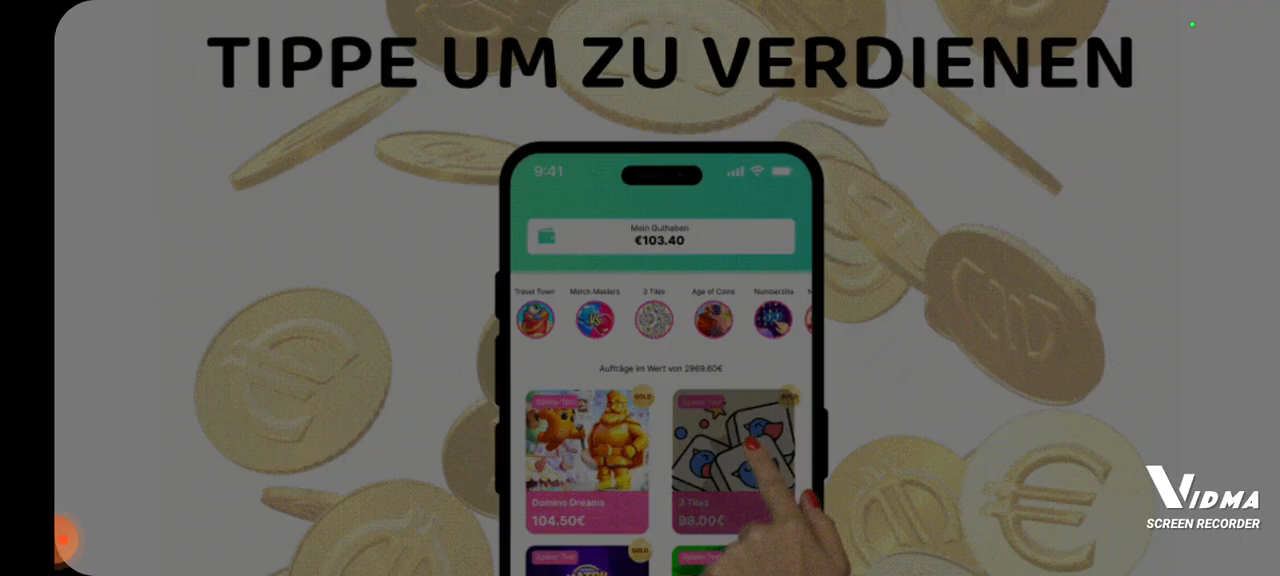 TIPPE UM ZU VERDIENEN
9:41
Mein Guthaben
€103.40
Travel Town
Match Masters
3 Tiles
Age of Coins
Numberzilla
Aufträge im Wert von 2969.60€
GOLD
GOLD
Domino Dreams
104.50€
3 Tiles
98.00€
GOLD
VIDMA
SCREEN RECORDER